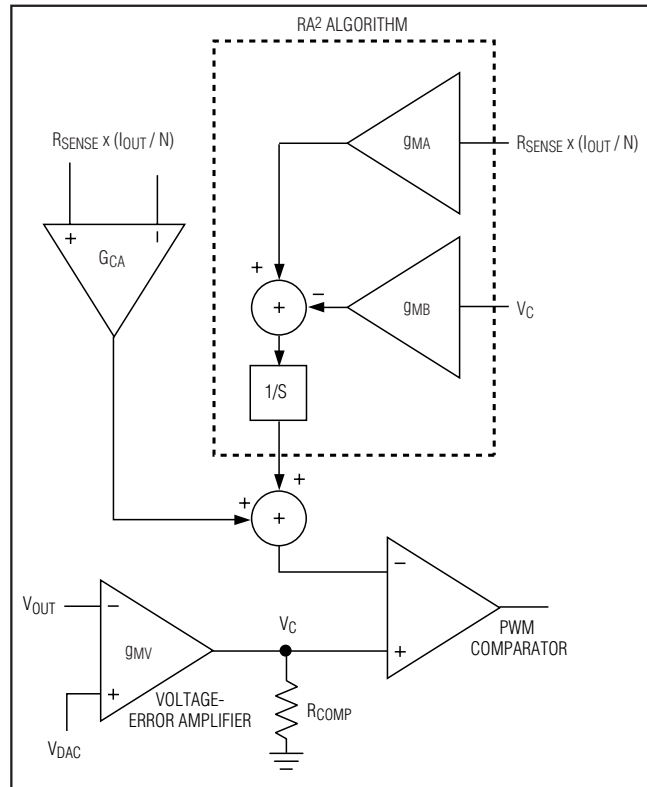 RA² ALGORITHM
RSENSE x (IOUT / N)
gMA
RSENSE x (IOUT / N)
+ −
GCA
+
−
+
gMB
VC
1/S
+
+
+
−
VOUT
−
gMV
VC
+
PWM
COMPARATOR
+
VOLTAGE-
ERROR AMPLIFIER
RCOMP
VDAC